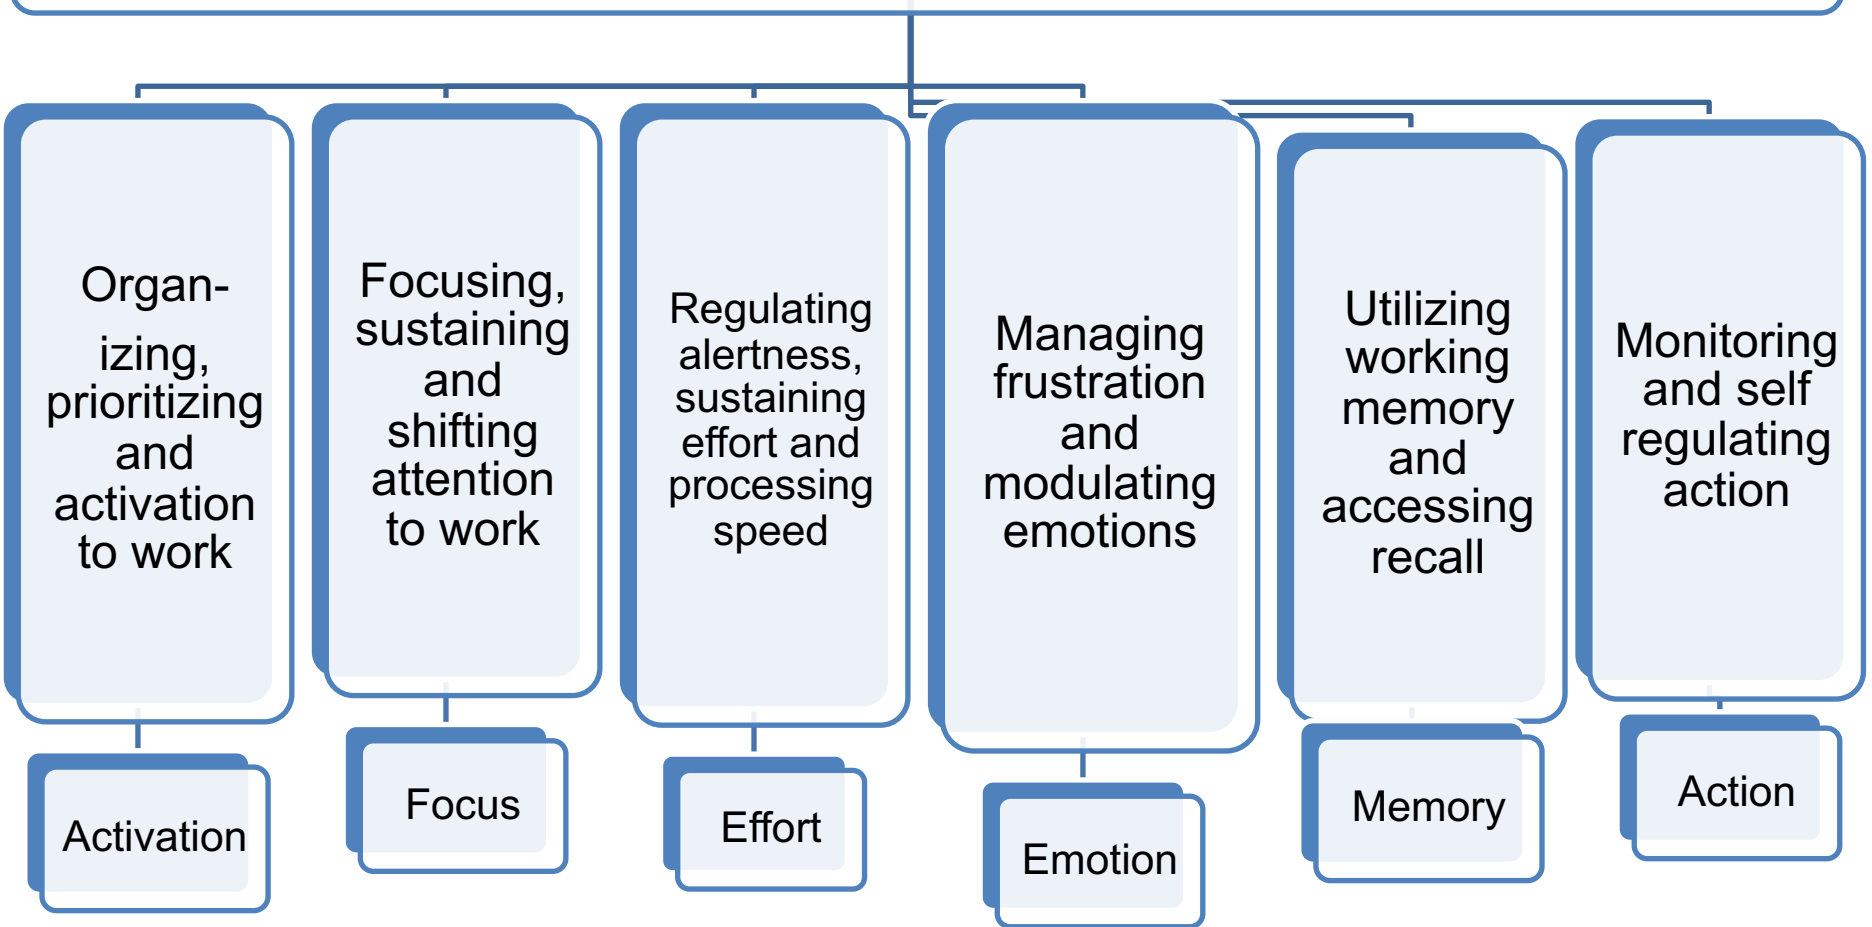 Organ-
izing,
prioritizing
and
activation
to work
Focusing,
sustaining
and
shifting
attention
to work
Regulating
alertness,
sustaining
effort and
processing
speed
Managing
frustration
and
modulating
emotions
Utilizing
working
memory
and
accessing
recall
Monitoring
and self
regulating
action
Activation
Focus
Effort
Emotion
Memory
Action